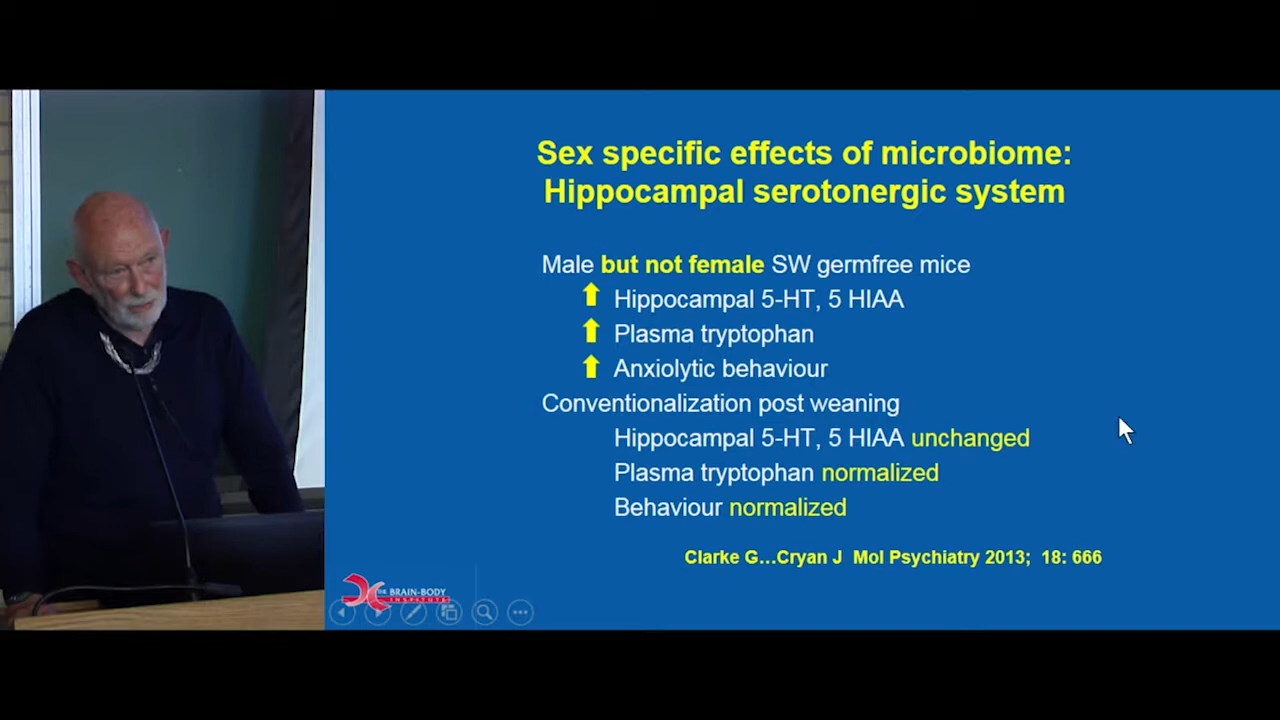 Sex specific effects of microbiome:
Hippocampal serotonergic system
Male but not female SW germfree mice
Hippocampal 5-HT, 5 HIAA
Plasma tryptophan
Anxiolytic behaviour
Conventionalization post weaning
Hippocampal 5-HT, 5 HIAA unchanged
Plasma tryptophan normalized
Behaviour normalized
Clarke G...Cryan J Mol Psychiatry 2013; 18: 666
THE BRAIN-BODY
INSTITUTE